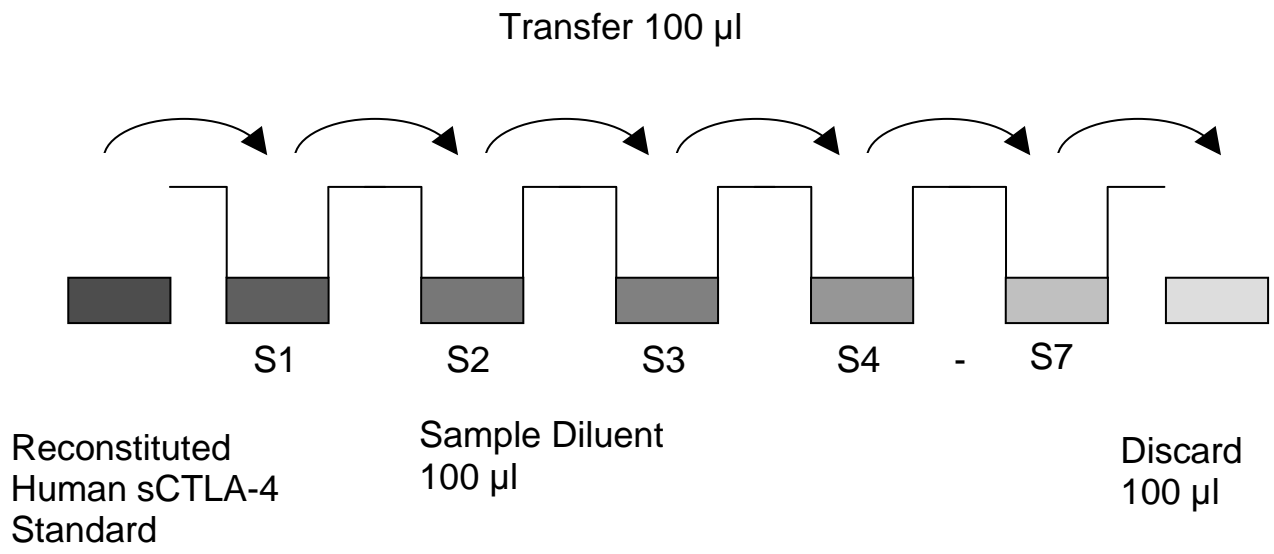 Transfer 100 µl
S1 S2 S3 S4 - S7
Reconstituted
Human sCTLA-4
Standard
Sample Diluent
100 µl
Discard
100 µl